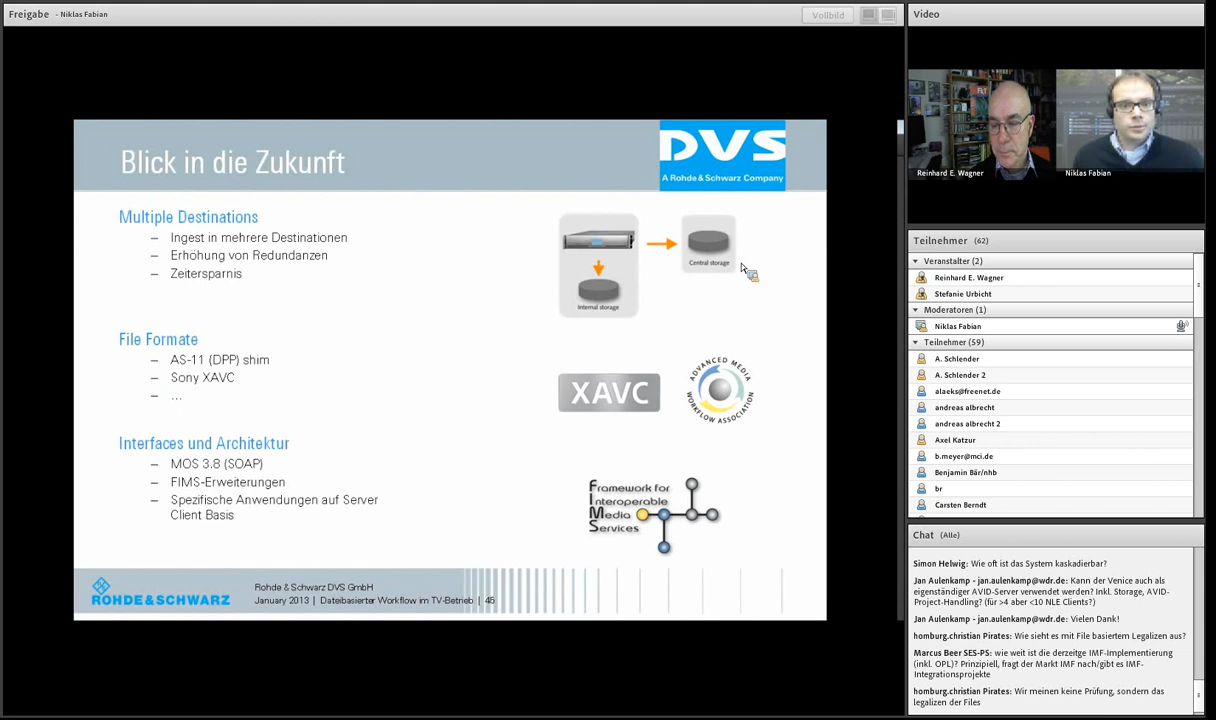 Freigabe - Niklas Fabian
Vollbild
Blick in die Zukunft
DVS
A Rohde & Schwarz Company
Multiple Destinations
– Ingest in mehrere Destinationen
– Erhöhung von Redundanzen
– Zeitersparnis
Central storage
Internal storage
File Formate
– AS-11 (DPP) shim
– Sony XAVC
– ...
XAVC
ADVANCED MEDIA
WORKFLOW ASSOCIATION
Interfaces und Architektur
– MOS 3.8 (SOAP)
– FIMS-Erweiterungen
– Spezifische Anwendungen auf Server
Client Basis
Framework for
Interoperable
Media
Services
ROHDE & SCHWARZ
Rohde & Schwarz DVS GmbH
January 2013 | Dateibasierter Workflow im TV-Betrieb | 45
Video
Reinhard E. Wagner
Niklas Fabian
Teilnehmer (62)
Veranstalter (2)
Reinhard E. Wagner
Stefanie Urbicht
Moderatoren (1)
Niklas Fabian
Teilnehmer (59)
A. Schlender
A. Schlender 2
alaeks@freenet.de
andreas albrecht
andreas albrecht 2
Axel Katzur
b.meyer@mci.de
Benjamin Bär/nhb
br
Carsten Berndt
Chat (Alle)
Simon Helwig: Wie oft ist das System kaskadierbar?
Jan Aulenkamp - jan.aulenkamp@wdr.de: Kann der Venice auch als
eigenständiger AVID-Server verwendet werden? Inkl. Storage, AVID-
Project-Handling? (für >4 aber <10 NLE Clients?)
Jan Aulenkamp - jan.aulenkamp@wdr.de: Vielen Dank!
homburg.christian Pirates: Wie sieht es mit File basiertem Legalizen aus?
Marcus Beer SES-PS: wie weit ist die derzeitge IMF-Implementierung
(inkl. OPL)? Prinzipiell, fragt der Markt IMF nach/gibt es IMF-
Integrationsprojekte
homburg.christian Pirates: Wir meinen keine Prüfung, sondern das
legalizen der Files